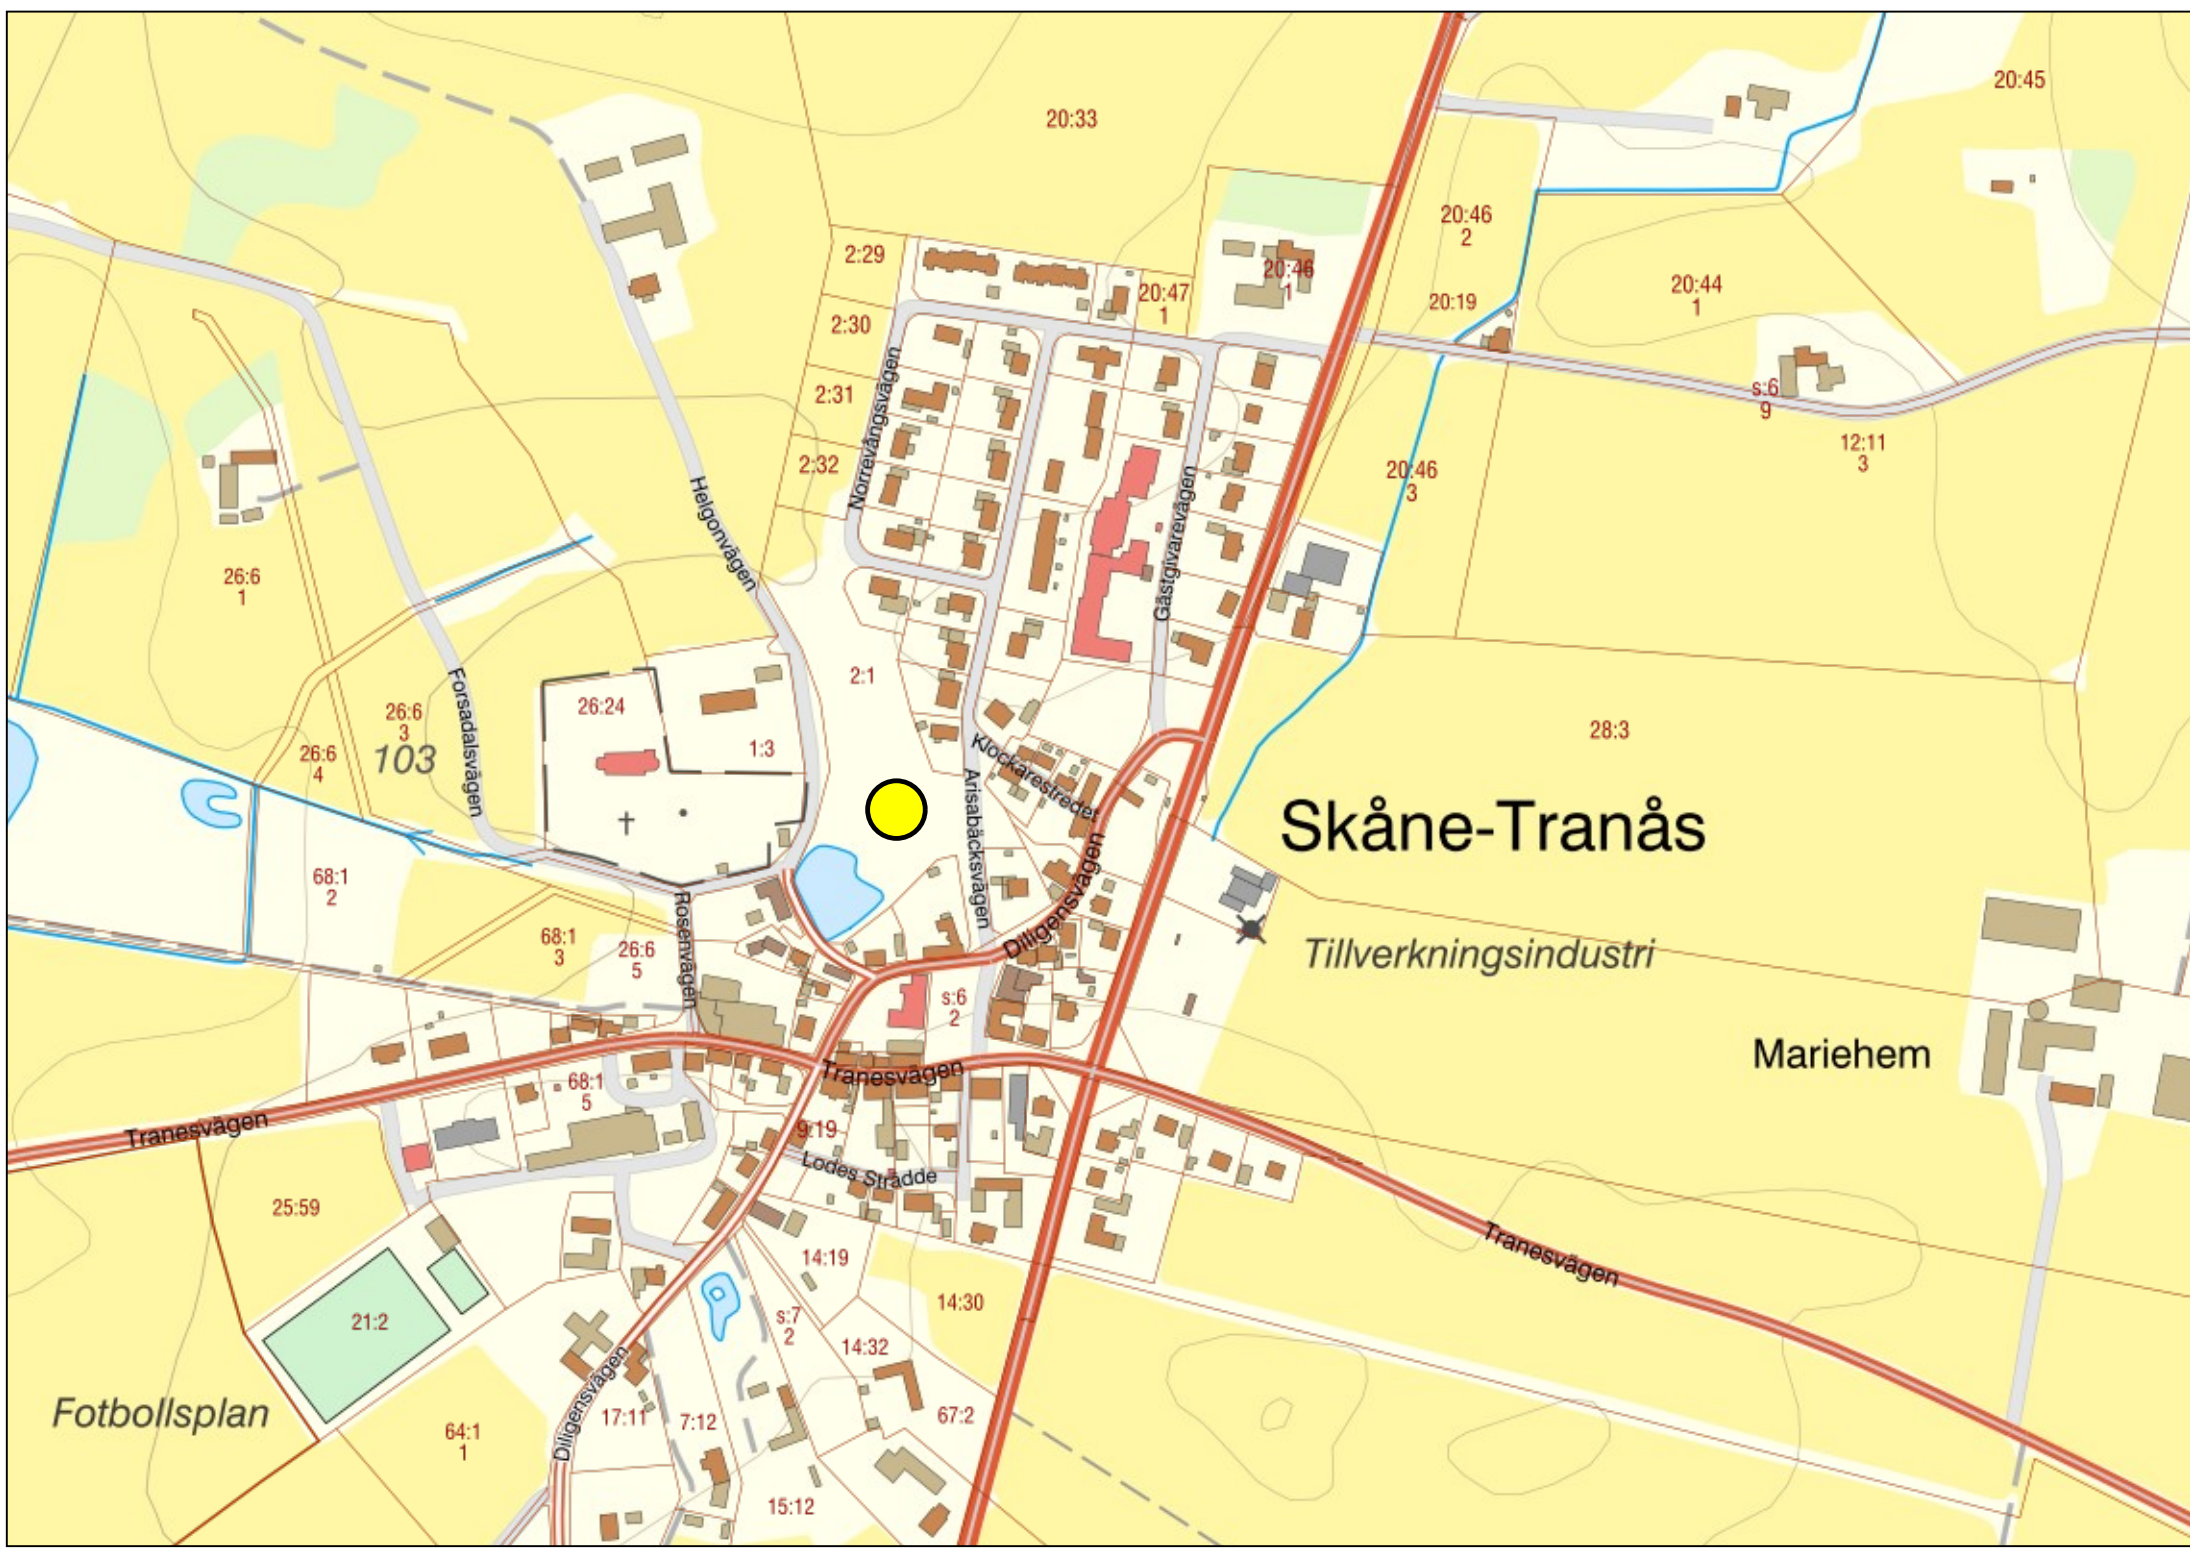 20:45
20:33
20:46
2
2:29
20:46
1
20:47
1
20:44
1
20:19
2:30
2:31
Norrevångsvägen
s:6
9
12:11
3
2:32
20:46
3
Helgonvägen
Gästgivarevägen
26:6
1
2:1
26:24
Forsadalsvägen
26:6
3
1:3
28:3
103
26:6
4
Klockarestredet
Arisabäcksvägen
Skåne-Tranås
68:1
2
Diligensvägen
Rosenvägen
68:1
3
26:6
5
Tillverkningsindustri
s:6
2
Mariehem
Tranesvägen
68:1
5
Tranesvägen
9:19
Lodes Strädde
25:59
14:19
Tranesvägen
21:2
s:7
2
14:30
14:32
Fotbollsplan
Diligensvägen
17:11
7:12
67:2
64:1
1
15:12